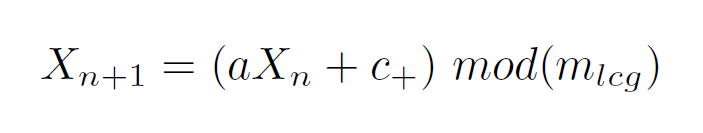 X_{n+1} = (aX_n + c_+) mod(m_{lcg})